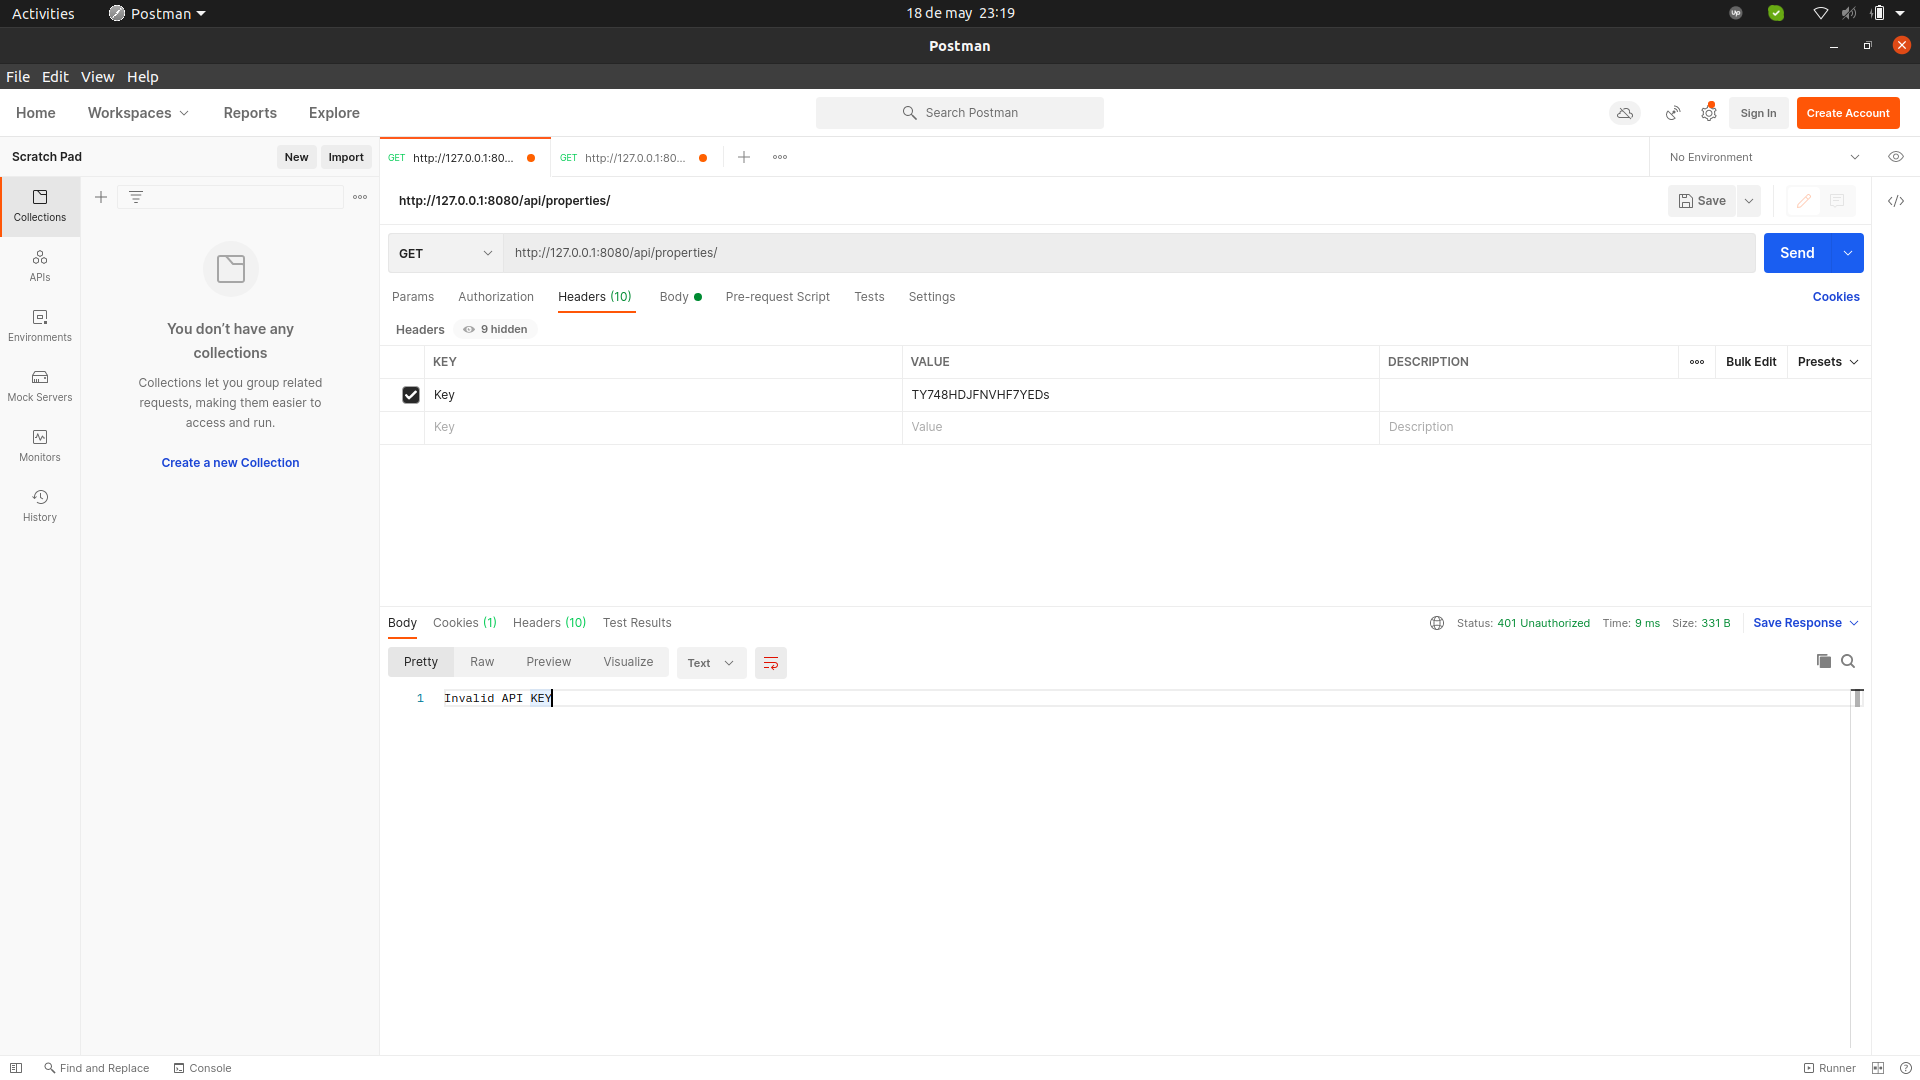 Activities
Postman
18 de may  23:19
Up
Postman
File Edit View Help
Home Workspaces Reports Explore
Search Postman
Sign In
Create Account
Scratch Pad
New Import
GET http://127.0.0.1:80...
GET http://127.0.0.1:80...
No Environment
http://127.0.0.1:8080/api/properties/
Save
GET
http://127.0.0.1:8080/api/properties/
Send
Params Authorization Headers (10) Body Pre-request Script Tests Settings
Cookies
Headers 9 hidden
KEY VALUE DESCRIPTION
Bulk Edit Presets
Key TY748HDJFNVHF7YEDs
Key Value Description
Collections
APIs
Environments
Mock Servers
Monitors
History
You don't have any
collections
Collections let you group related
requests, making them easier to
access and run.
Create a new Collection
Body Cookies (1) Headers (10) Test Results
Status: 401 Unauthorized Time: 9 ms Size: 331 B
Save Response
Pretty Raw Preview Visualize Text
1 Invalid API KEY
Find and Replace Console
Runner